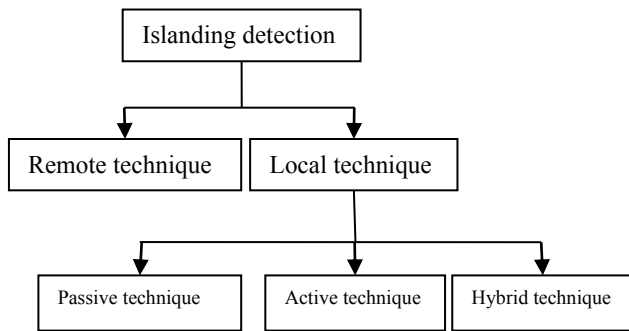 Islanding detection
Remote technique
Local technique
Passive technique
Active technique
Hybrid technique